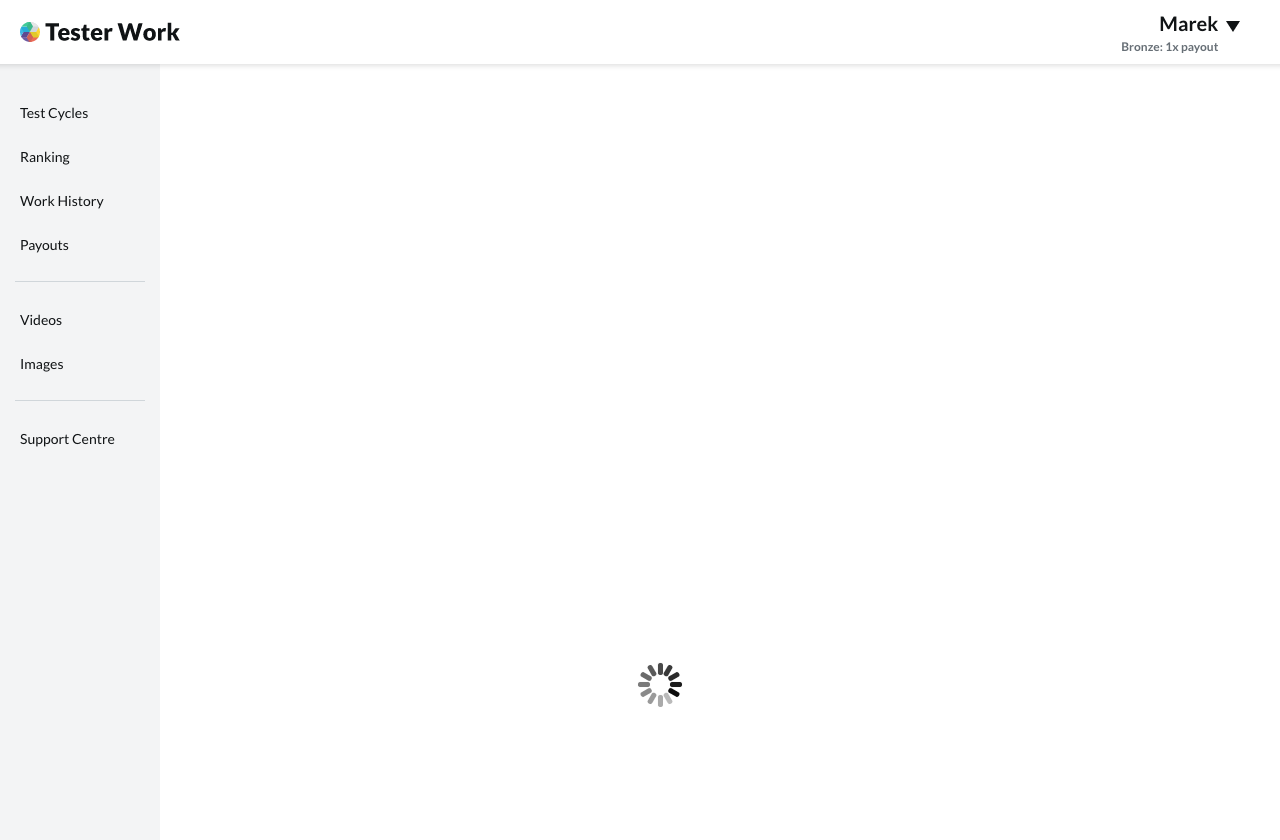 Tester Work
Marek
Bronze: 1x payout
Test Cycles
Ranking
Work History
Payouts
Videos
Images
Support Centre